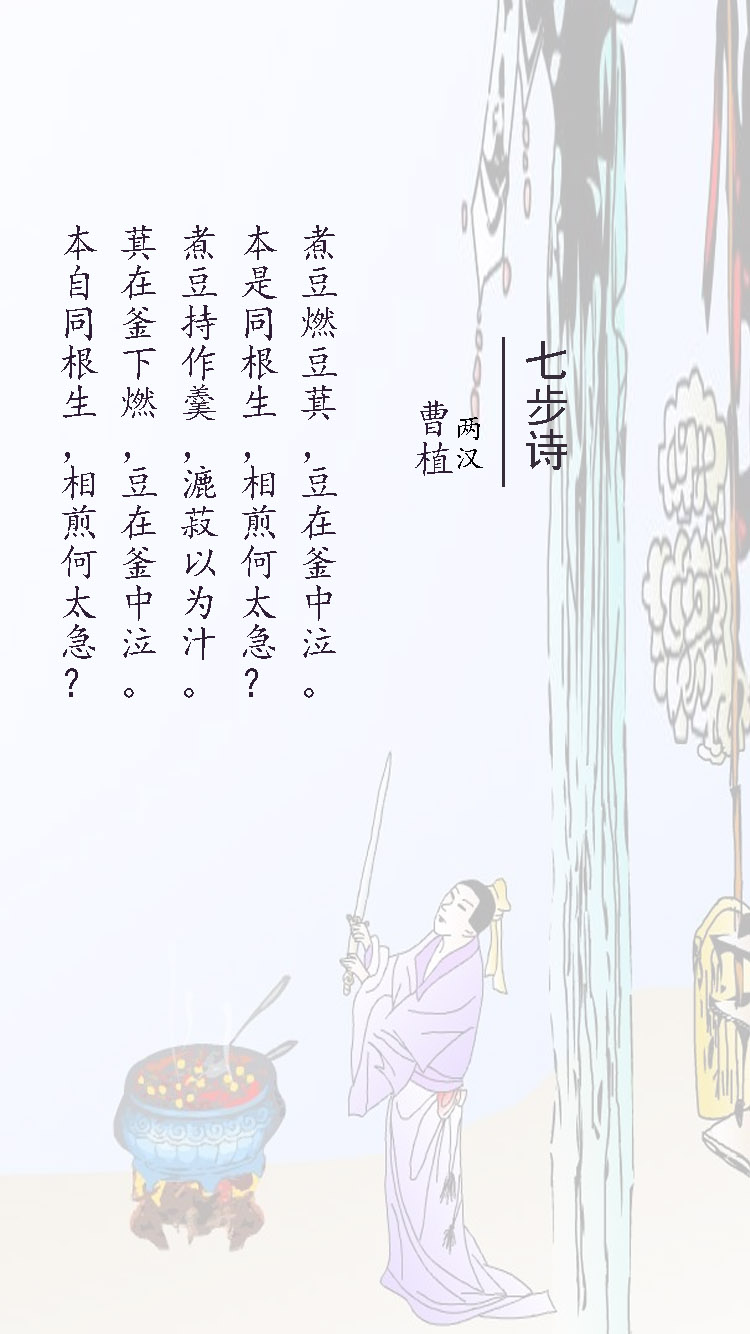 七步诗
两汉
曹植
煮豆燃豆萁,豆在釜中泣。
本是同根生,相煎何太急?
煮豆持作羹,漉菽以为汁。
萁在釜下燃,豆在釜中泣。
本自同根生,相煎何太急?